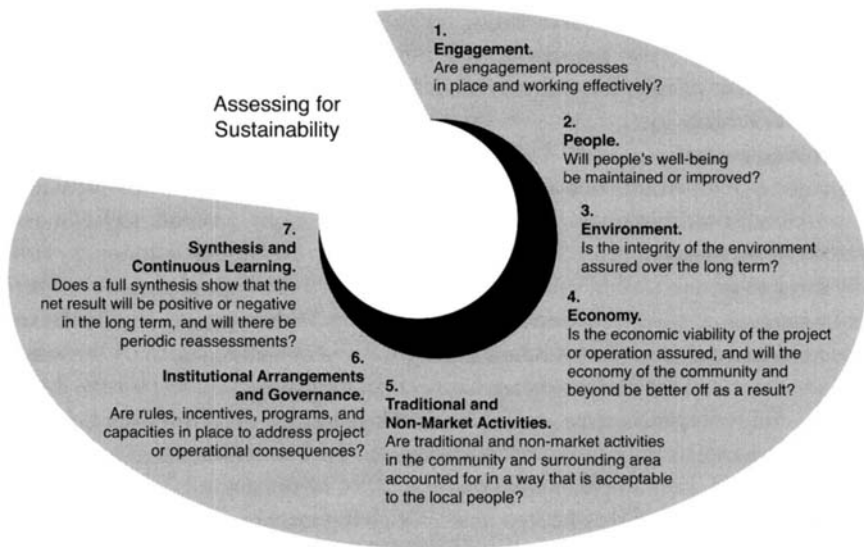 Assessing for
Sustainability
1.
Engagement.
Are engagement processes
in place and working effectively?
2.
People.
Will people's well-being
be maintained or improved?
3.
Environment.
Is the integrity of the environment
assured over the long term?
4.
Economy.
Is the economic viability of the project
or operation assured, and will the
economy of the community and
beyond be better off as a result?
5.
Traditional and
Non-Market Activities.
Are traditional and non-market activities
in the community and surrounding area
accounted for in a way that is acceptable
to the local people?
6.
Institutional Arrangements
and Governance.
Are rules, incentives, programs, and
capacities in place to address project
or operational consequences?
7.
Synthesis and
Continuous Learning.
Does a full synthesis show that the
net result will be positive or negative
in the long term, and will there be
periodic reassessments?